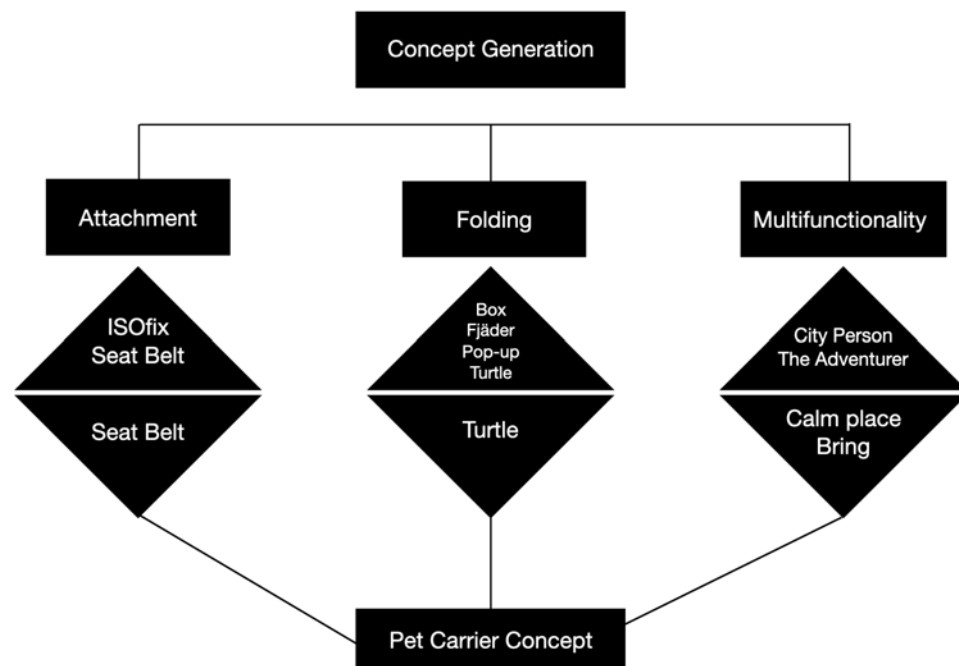 Concept Generation
Attachment
Folding
Multifunctionality
ISOfix
Seat Belt
Box
Fjäder
Pop-up
Turtle
City Person
The Adventurer
Seat Belt
Turtle
Calm place
Bring
Pet Carrier Concept